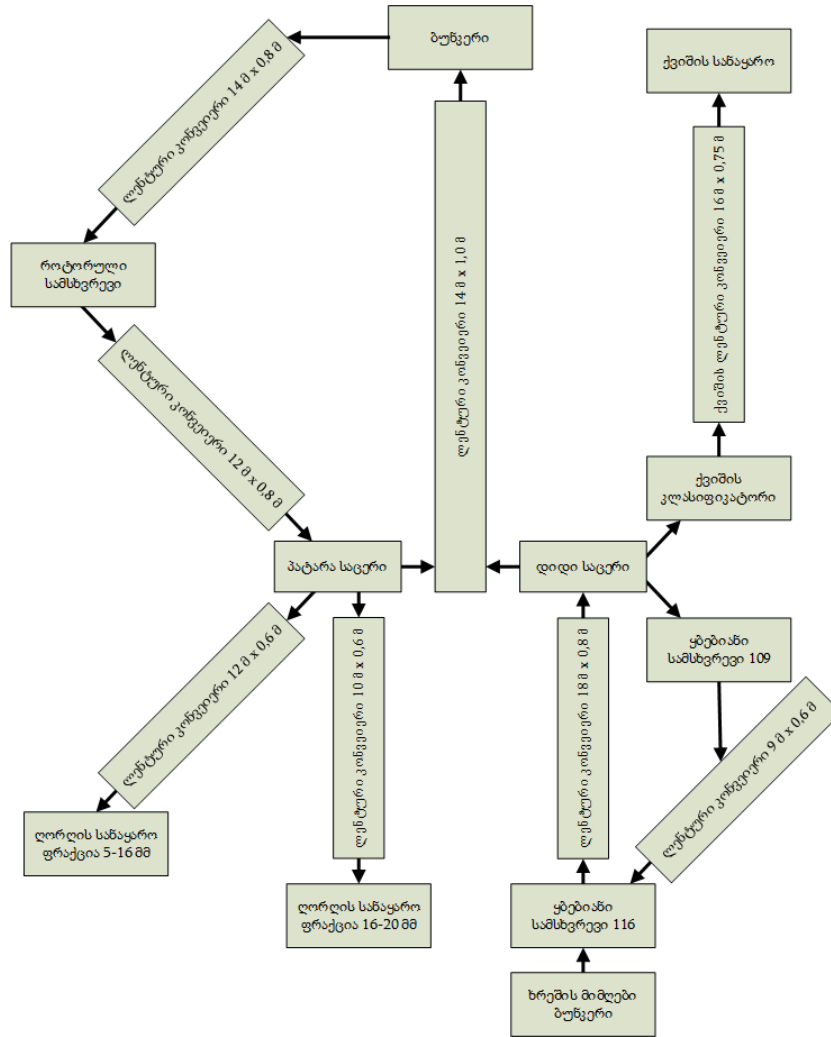 ბუნკერი
ქვიშის სანაყარო
ლენტური კონვეიერი 14 მ x 0,8 მ
ლენტური კონვეიერი 14 მ x 1,0 მ
ქვიშის ლენტური კონვეიერი 16 მ x 0,75 მ
როტორული
სამსხვრევი
ლენტური კონვეიერი 12 მ x 0,8 მ
ქვიშის
კლასიფიკატორი
პატარა საცერი
დიდი საცერი
ლენტური კონვეიერი 12 მ x 0,6 მ
ლენტური კონვეიერი 10 მ x 0,6 მ
ლენტური კონვეიერი 18 მ x 0,8 მ
ყბებიანი
სამსხვრევი 109
ლენტური კონვეიერი 9 მ x 0,6 მ
ღორღის სანაყარო
ფრაქცია 5-16 მმ
ღორღის სანაყარო
ფრაქცია 16-20 მმ
ყბებიანი
სამსხვრევი 116
ხრეშის მიმღები
ბუნკერი